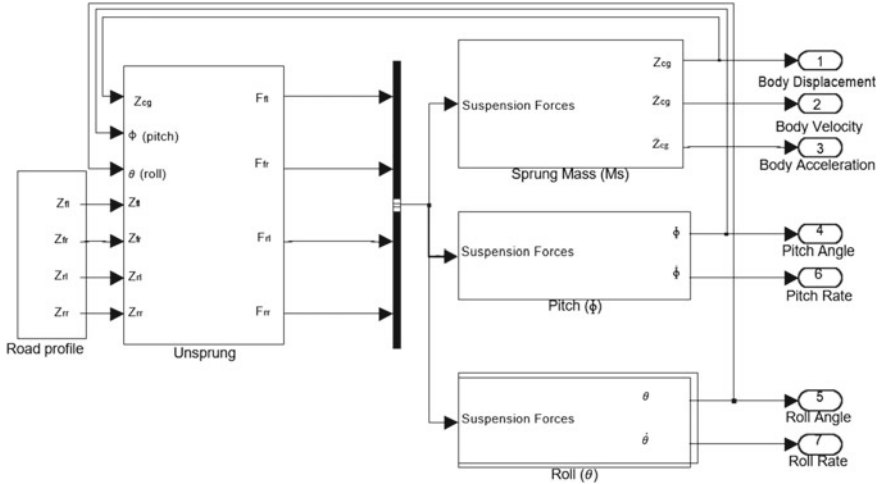 Zcg
ϕ (pitch)
θ (roll)
Zfl
Zfr
Zrl
Zrr
Ffl
Ffr
Frl
Frr
Unsprung
Zfl
Zfr
Zrl
Zrr
Road profile
Suspension Forces
Zcg
Zcg
Zcg
Sprung Mass (Ms)
1
Body Displacement
2
Body Velocity
3
Body Acceleration
Suspension Forces
ϕ
ϕ̇
Pitch (ϕ)
4
Pitch Angle
6
Pitch Rate
Suspension Forces
θ
θ̇
Roll (θ)
5
Roll Angle
7
Roll Rate